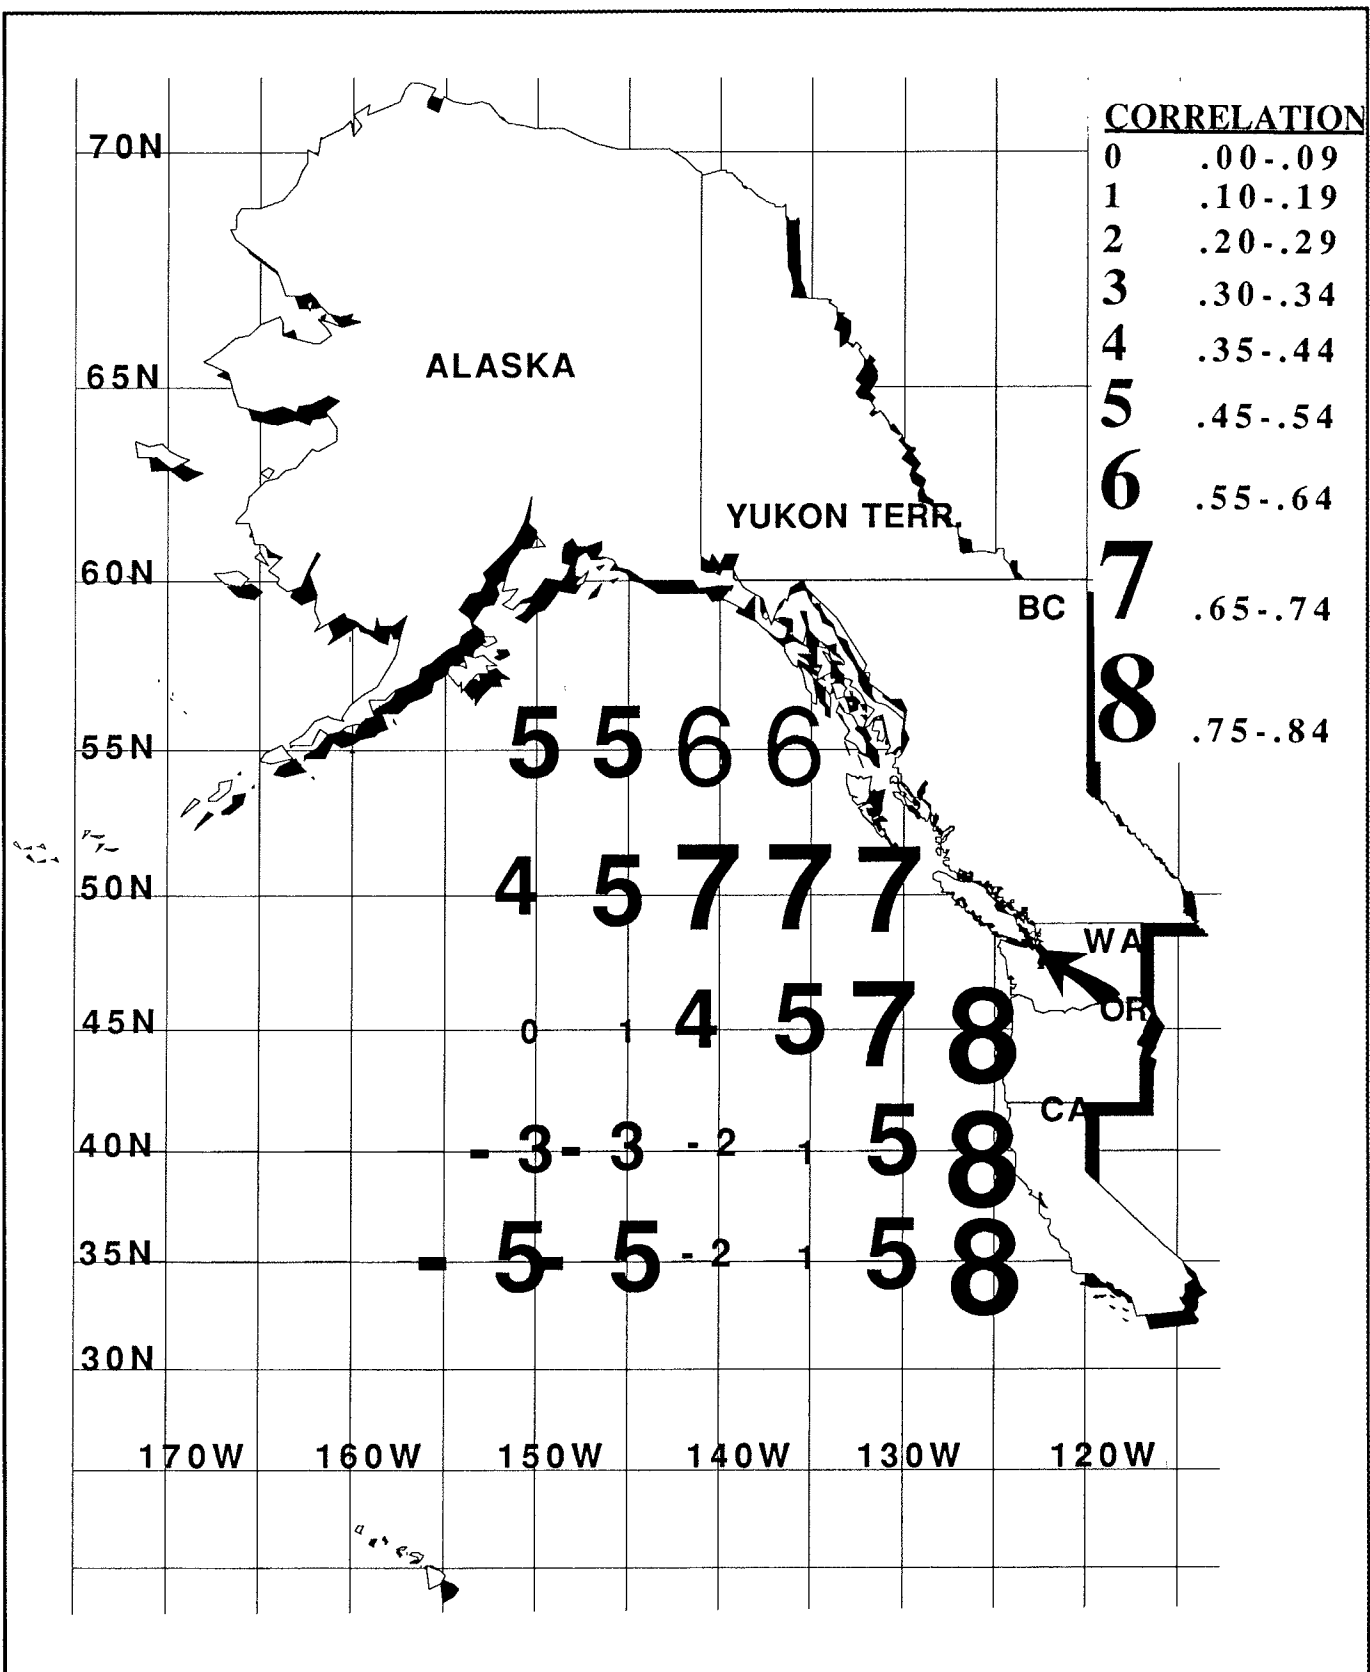 CORRELATION
0 .00-.09
1 .10-.19
2 .20-.29
3 .30-.34
4 .35-.44
5 .45-.54
6 .55-.64
7 .65-.74
8 .75-.84
70N
ALASKA
65N
YUKON TERR.
60N
BC
55N 5 5 6 6
50N 4 5 7 7 7
WA
OR
45N 0 1 4 5 7 8
CA
40N -3 -3 -2 1 5 8
35N -5 -5 -2 1 5 8
30N
170W 160W 150W 140W 130W 120W